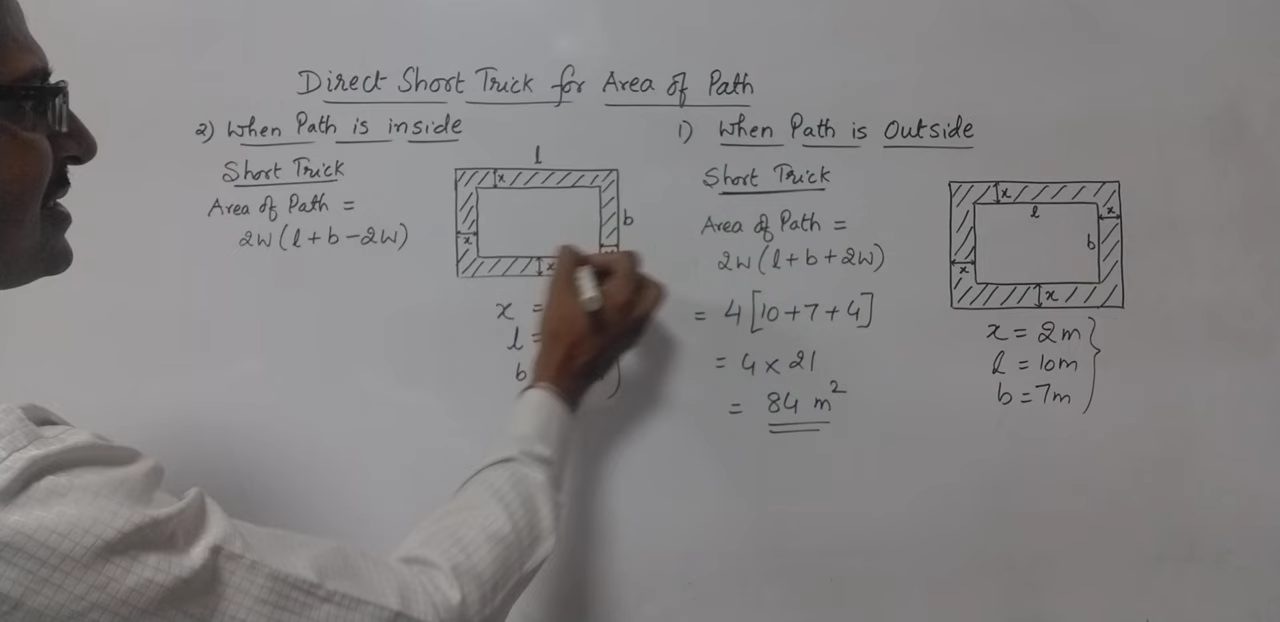 Direct Short Trick for Area of Path
2) When Path is inside
Short Trick
Area of Path =
2w(l+b-2w)
l
x
b
x
x
x =
l =
b
1) When Path is Outside
Short Trick
Area of Path =
2w(l+b+2w)
= 4[10+7+4]
= 4 x 21
= 84 m²
x
l
x
b
x
x
x = 2m
l = 10m
b = 7m